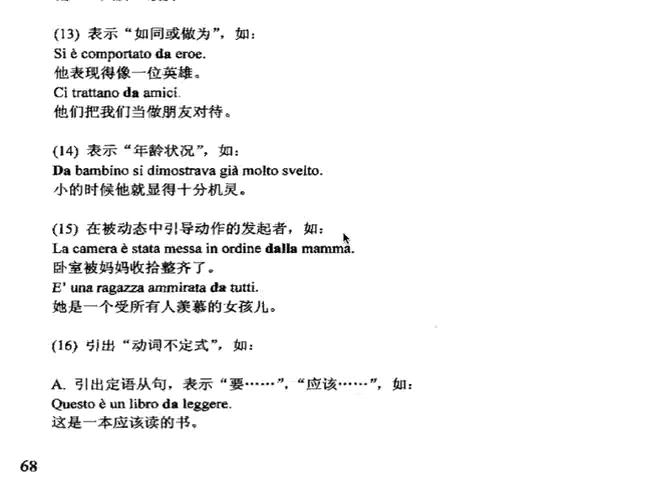 (13) 表示“如同或做为”，如：
Si è comportato da eroe.
他表现得像一位英雄。
Ci trattano da amici.
他们把我们当做朋友对待。
(14) 表示“年龄状况”，如：
Da bambino si dimostrava già molto svelto.
小的时候他就显得十分机灵。
(15) 在被动态中引导动作的发起者，如：
La camera è stata messa in ordine dalla mamma.
卧室被妈妈收拾整齐了。
E' una ragazza ammirata da tutti.
她是一个受所有人羡慕的女孩儿。
(16) 引出“动词不定式”，如：
A. 引出定语从句，表示“要……”，“应该……”，如：
Questo è un libro da leggere.
这是一本应该读的书。
68